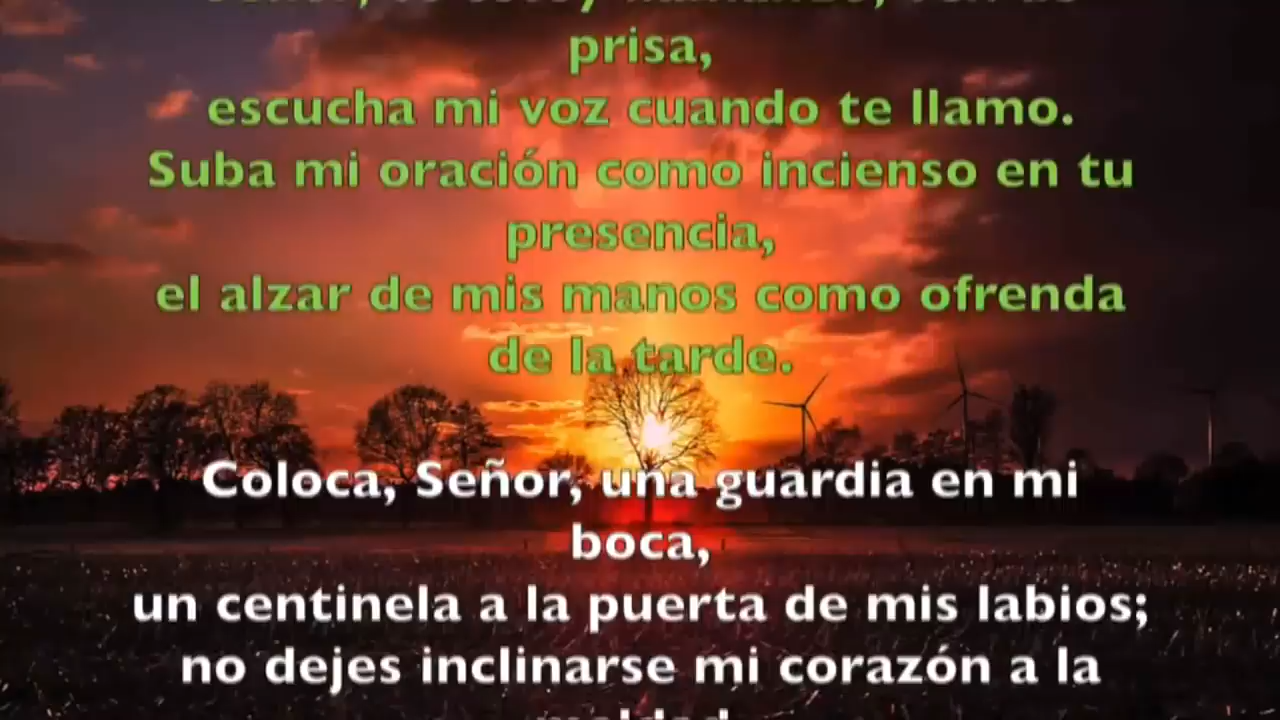 prisa,
escucha mi voz cuando te llamo.
Suba mi oración como incienso en tu
presencia,
el alzar de mis manos como ofrenda
de la tarde.
Coloca, Señor, una guardia en mi
boca,
un centinela a la puerta de mis labios;
no dejes inclinarse mi corazón a la